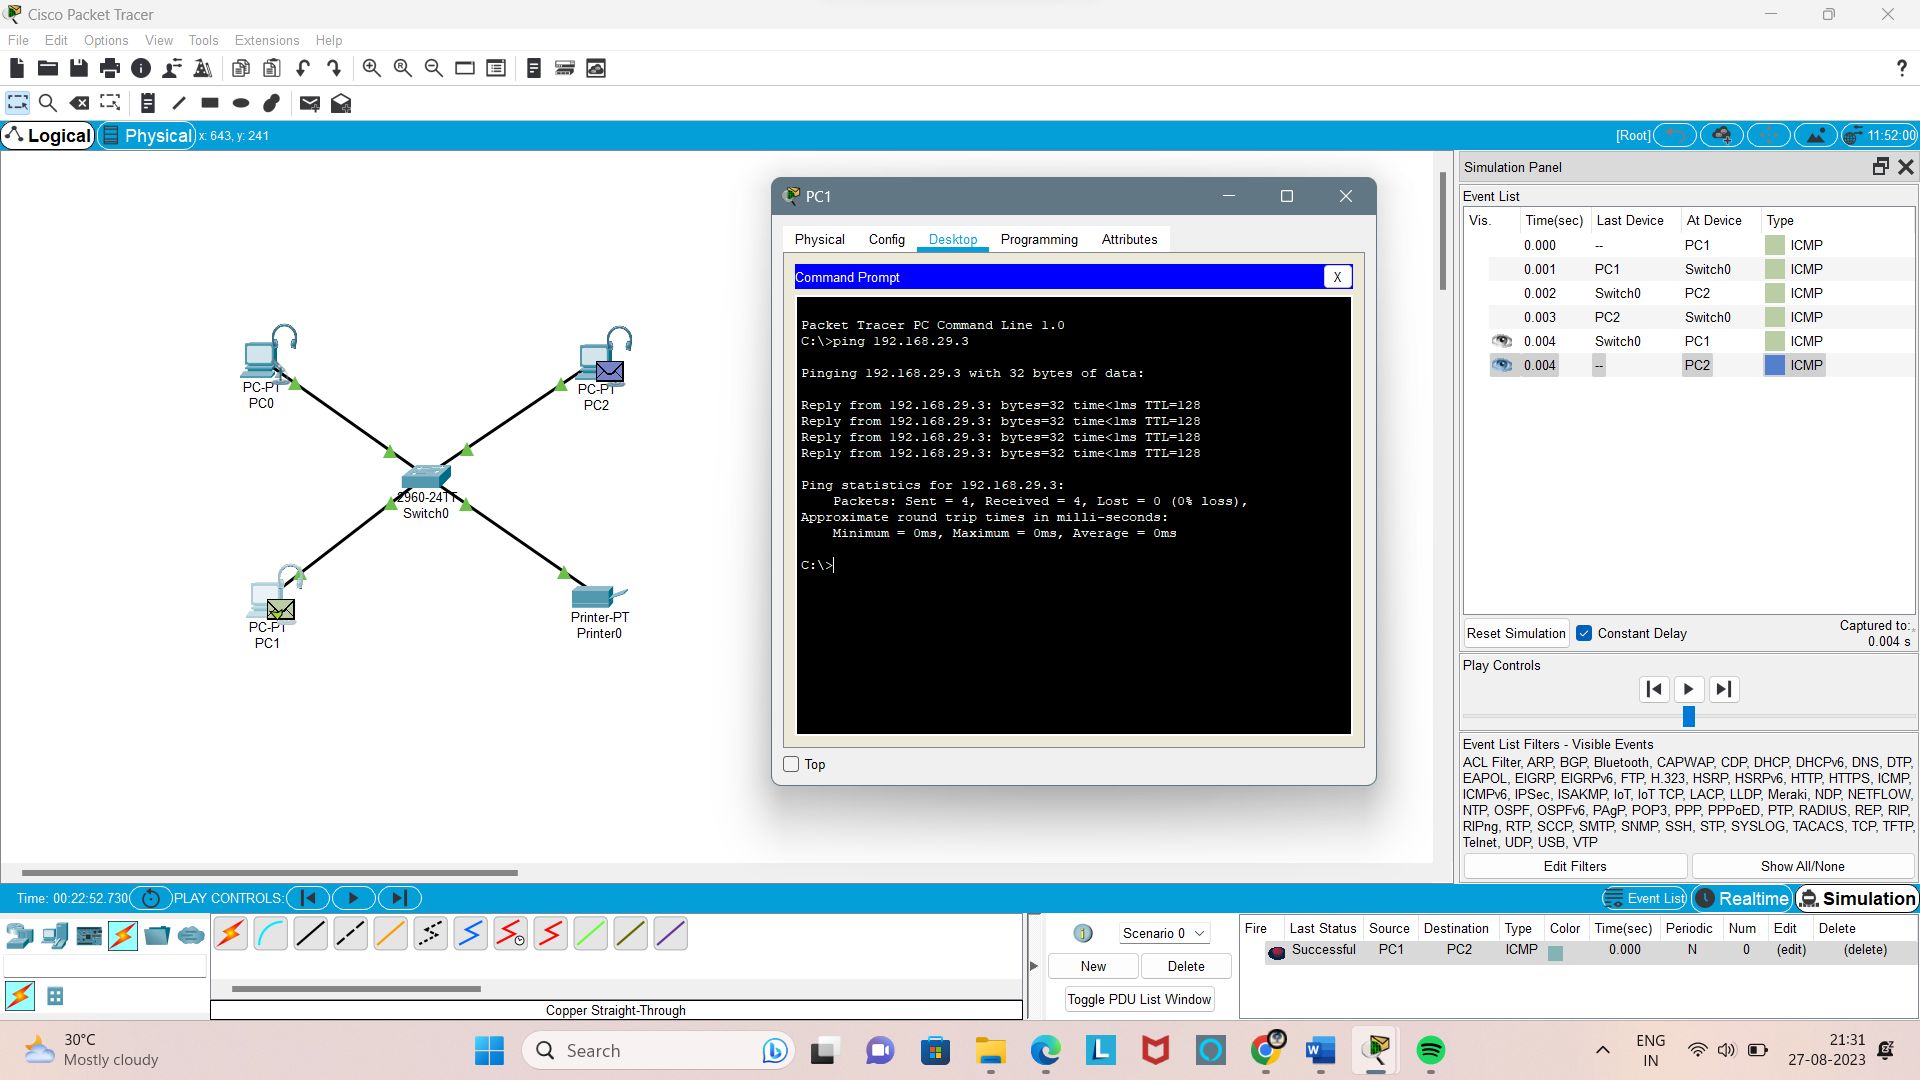 Cisco Packet Tracer
File Edit Options View Tools Extensions Help
Logical Physical x: 643, y: 241 [Root] 11:52:00
PC-PT
PC0
PC-PT
PC2
2960-24TT
Switch0
PC-PT
PC1
Printer-PT
Printer0
PC1
Physical Config Desktop Programming Attributes
Command Prompt X
Packet Tracer PC Command Line 1.0
C:\>ping 192.168.29.3
Pinging 192.168.29.3 with 32 bytes of data:
Reply from 192.168.29.3: bytes=32 time<1ms TTL=128
Reply from 192.168.29.3: bytes=32 time<1ms TTL=128
Reply from 192.168.29.3: bytes=32 time<1ms TTL=128
Reply from 192.168.29.3: bytes=32 time<1ms TTL=128
Ping statistics for 192.168.29.3:
Packets: Sent = 4, Received = 4, Lost = 0 (0% loss),
Approximate round trip times in milli-seconds:
Minimum = 0ms, Maximum = 0ms, Average = 0ms
C:\>
Top
Simulation Panel
Event List
Vis. Time(sec) Last Device At Device Type
0.000 -- PC1 ICMP
0.001 PC1 Switch0 ICMP
0.002 Switch0 PC2 ICMP
0.003 PC2 Switch0 ICMP
0.004 Switch0 PC1 ICMP
0.004 -- PC2 ICMP
Reset Simulation Constant Delay Captured to:
0.004 s
Play Controls
Event List Filters - Visible Events
ACL Filter, ARP, BGP, Bluetooth, CAPWAP, CDP, DHCP, DHCPv6, DNS, DTP,
EAPOL, EIGRP, EIGRPv6, FTP, H.323, HSRP, HSRPv6, HTTP, HTTPS, ICMP,
ICMPv6, IPSec, ISAKMP, IoT, IoT TCP, LACP, LLDP, Meraki, NDP, NETFLOW,
NTP, OSPF, OSPFv6, PAgP, POP3, PPP, PPPoED, PTP, RADIUS, REP, RIP,
RIPng, RTP, SCCP, SMTP, SNMP, SSH, STP, SYSLOG, TACACS, TCP, TFTP,
Telnet, UDP, USB, VTP
Edit Filters Show All/None
Time: 00:22:52.730 PLAY CONTROLS: Event List Realtime Simulation
Scenario 0
New Delete
Toggle PDU List Window
Fire Last Status Source Destination Type Color Time(sec) Periodic Num Edit Delete
Successful PC1 PC2 ICMP 0.000 N 0 (edit) (delete)
Copper Straight-Through
30°C
Mostly cloudy
Search
ENG
IN
21:31
27-08-2023